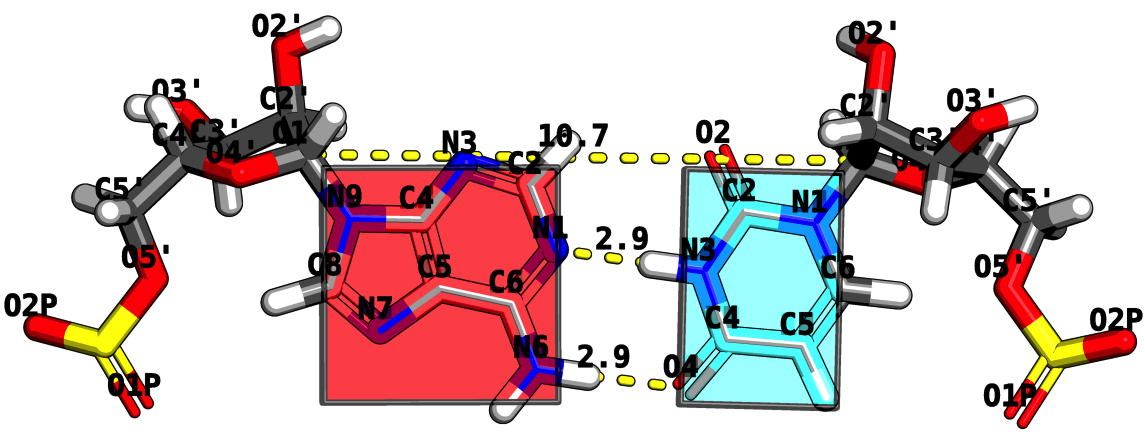 O2'
O3'
C2'
C4'
C3'
O4'
C5'
O5'
O2P
O1P
N3
C2
10.7
N9
C4
N1
C8
C5
C6
N7
N6
2.9
2.9
O2
C2
N1
N3
C6
C4
C5
O4
O2'
C2'
O3'
C3'
C5'
O5'
O2P
O1P